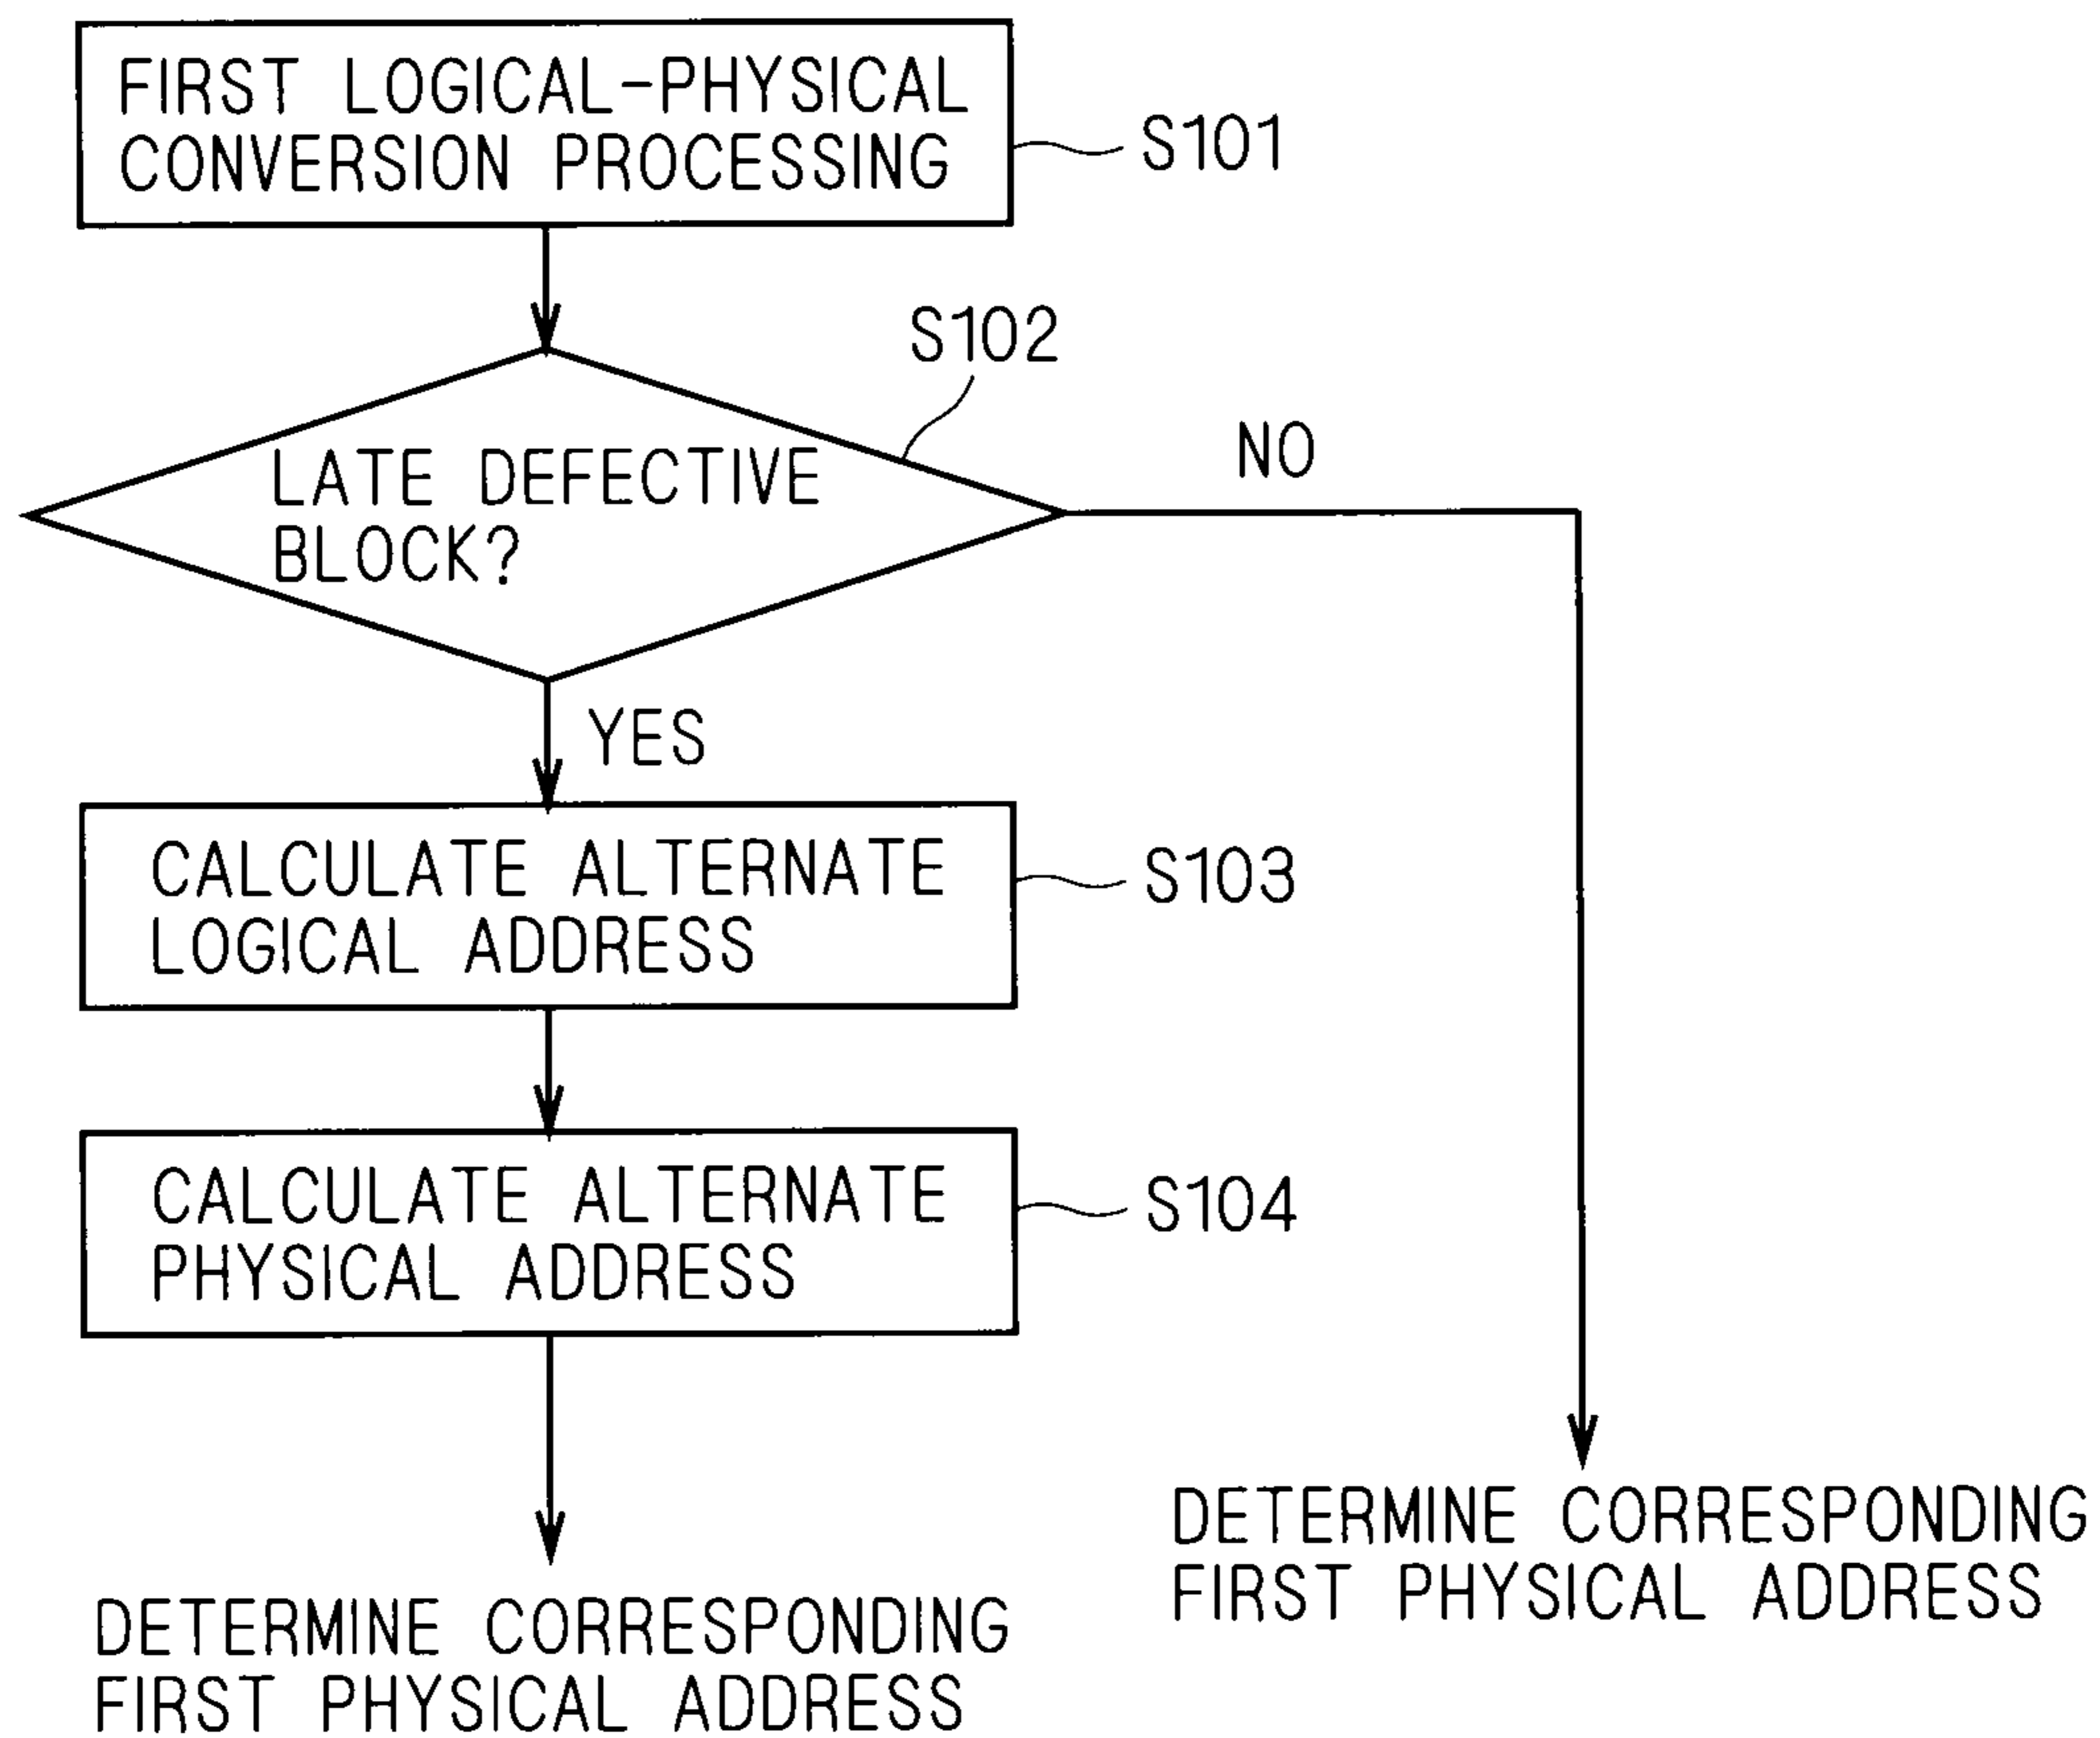 FIRST LOGICAL-PHYSICAL
CONVERSION PROCESSING
S101
S102
LATE DEFECTIVE
BLOCK?
NO
YES
CALCULATE ALTERNATE
LOGICAL ADDRESS
S103
CALCULATE ALTERNATE
PHYSICAL ADDRESS
S104
DETERMINE CORRESPONDING
FIRST PHYSICAL ADDRESS
DETERMINE CORRESPONDING
FIRST PHYSICAL ADDRESS